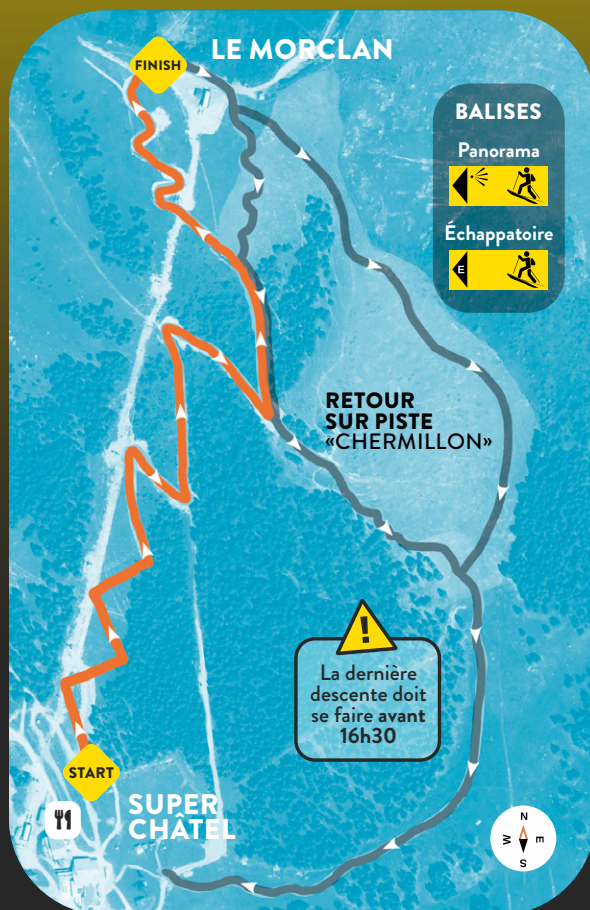 FINISH
LE MORCLAN
BALISES
Panorama
Échappatoire
E
RETOUR
SUR PISTE
«CHERMILLON»
!
La dernière
descente doit
se faire avant
16h30
START
SUPER
CHÂTEL
N
W
E
S